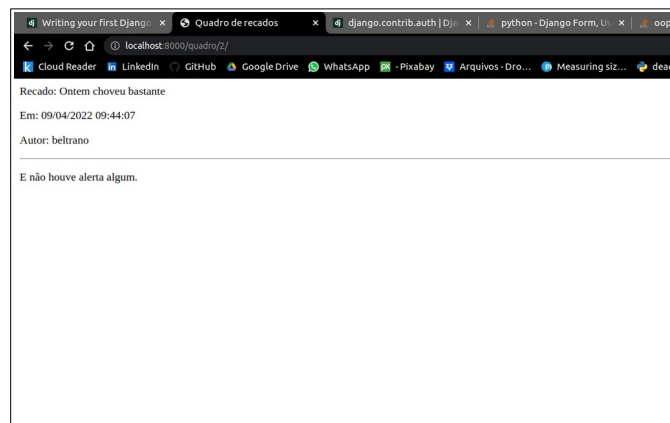 Writing your first Django
Quadro de recados
django.contrib.auth | Dja
python - Django Form, Us
oop
localhost:8000/quadro/2/
Cloud Reader
LinkedIn
GitHub
Google Drive
WhatsApp
- Pixabay
Arquivos - Dro...
Measuring siz...
dead
Recado: Ontem choveu bastante
Em: 09/04/2022 09:44:07
Autor: beltrano
E não houve alerta algum.